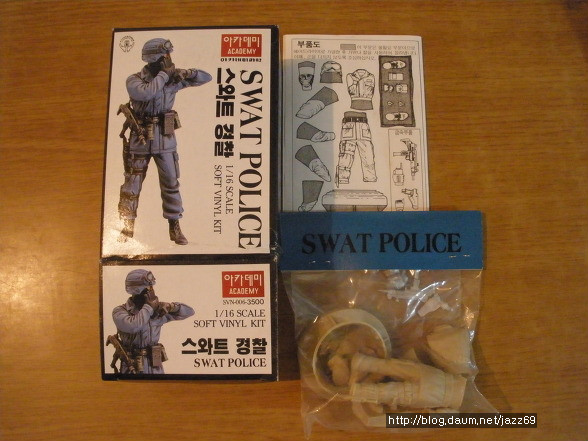 아카데미
ACADEMY
SWAT POLICE
스와트 경찰
1/16 SCALE
SOFT VINYL KIT
아카데미
ACADEMY
SVN-006-3500
1/16 SCALE
SOFT VINYL KIT
스와트 경찰
SWAT POLICE
부품도
SWAT POLICE
http://blog.daum.net/jazz69